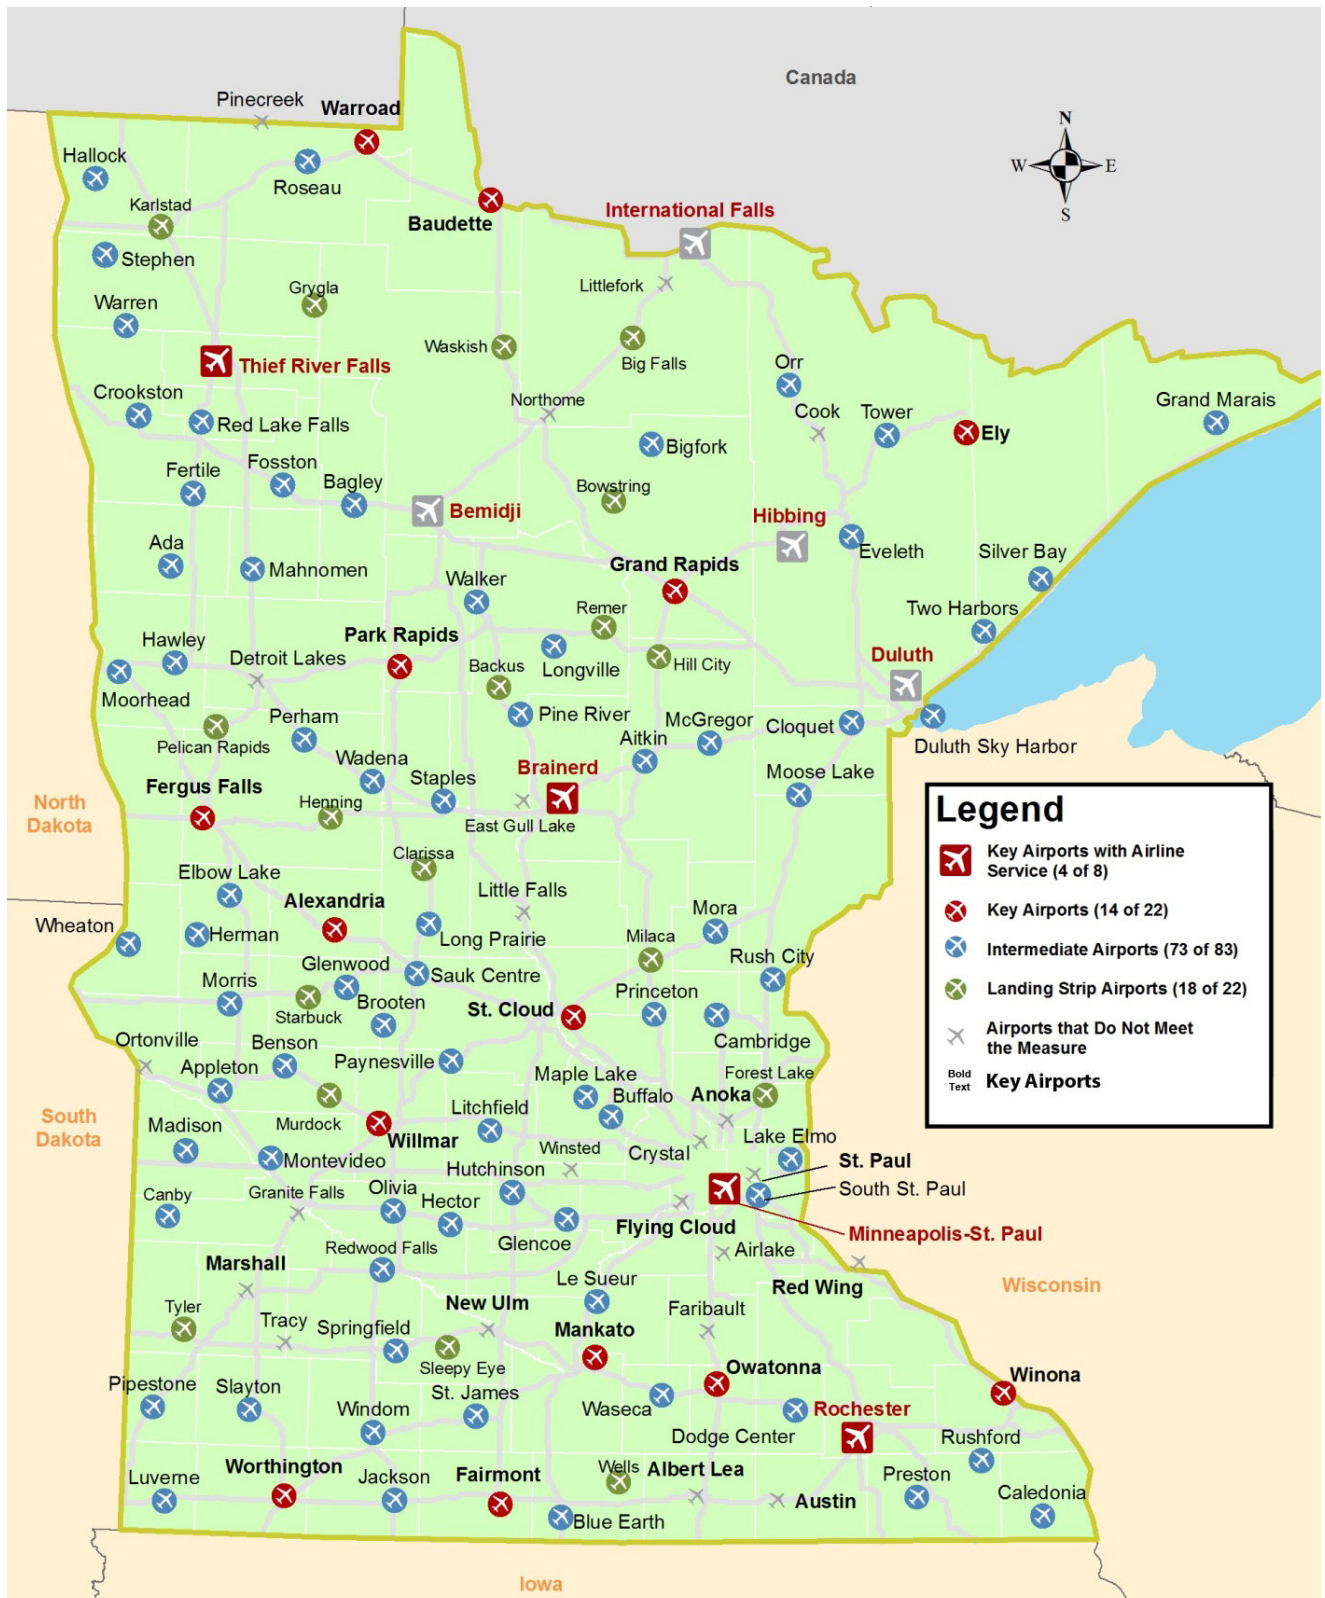 Canada
Pinecreek
Warroad
N
W
E
S
Hallock
Roseau
Karlstad
Baudette
International Falls
Stephen
Grygla
Littlefork
Warren
Waskish
Big Falls
Orr
Thief River Falls
Crookston
Northome
Cook
Tower
Grand Marais
Red Lake Falls
Ely
Bigfork
Fosston
Fertile
Bagley
Bowstring
Bemidji
Hibbing
Ada
Eveleth
Silver Bay
Mahnomen
Walker
Grand Rapids
Remer
Two Harbors
Park Rapids
Hawley
Detroit Lakes
Longville
Hill City
Duluth
Backus
Moorhead
Perham
Pine River
McGregor
Cloquet
Pelican Rapids
Aitkin
Duluth Sky Harbor
Wadena
Staples
Brainerd
Moose Lake
Fergus Falls
Henning
North
Dakota
East Gull Lake
Legend
Key Airports with Airline
Service (4 of 8)
Key Airports (14 of 22)
Intermediate Airports (73 of 83)
Landing Strip Airports (18 of 22)
Airports that Do Not Meet
the Measure
Bold
Text
Key Airports
Clarissa
Elbow Lake
Little Falls
Alexandria
Mora
Wheaton
Herman
Long Prairie
Milaca
Rush City
Glenwood
Sauk Centre
Morris
Princeton
Starbuck
Brooten
St. Cloud
Ortonville
Benson
Cambridge
Paynesville
Appleton
Maple Lake
Forest Lake
Buffalo
Anoka
South
Dakota
Madison
Murdock
Litchfield
Willmar
Lake Elmo
Montevideo
Winsted
Crystal
St. Paul
Hutchinson
South St. Paul
Canby
Granite Falls
Olivia
Hector
Flying Cloud
Minneapolis-St. Paul
Glencoe
Redwood Falls
Airlake
Marshall
Le Sueur
Red Wing
Wisconsin
New Ulm
Tyler
Tracy
Springfield
Faribault
Mankato
Sleepy Eye
Owatonna
Winona
Pipestone
Slayton
St. James
Windom
Waseca
Rochester
Dodge Center
Rushford
Worthington
Wells
Albert Lea
Luverne
Jackson
Fairmont
Preston
Caledonia
Austin
Blue Earth
Iowa